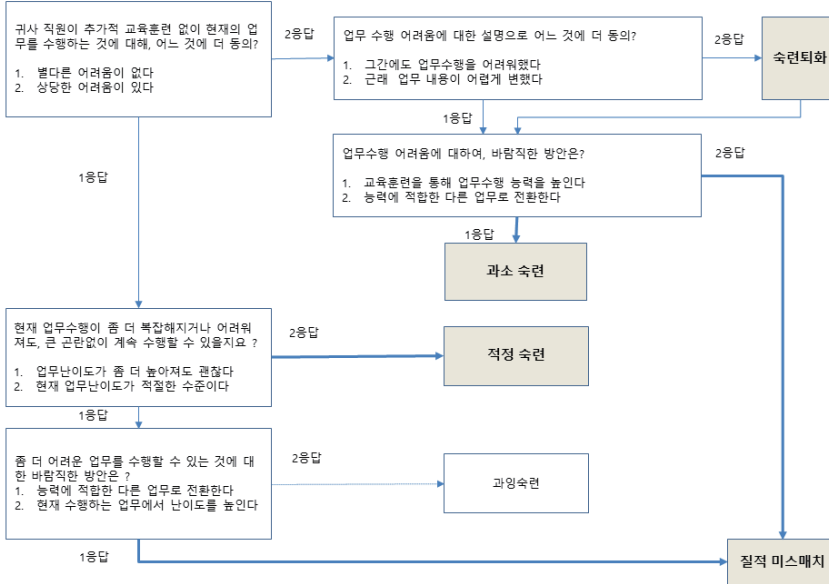 귀사 직원이 추가적 교육훈련 없이 현재의 업
무를 수행하는 것에 대해, 어느 것에 더 동의?
1. 별다른 어려움이 없다
2. 상당한 어려움이 있다
2응답
업무 수행 어려움에 대한 설명으로 어느 것에 더 동의?
1. 그간에도 업무수행을 어려워했다
2. 근래 업무 내용이 어렵게 변했다
2응답
숙련퇴화
1응답
업무수행 어려움에 대하여, 바람직한 방안은?
1. 교육훈련을 통해 업무수행 능력을 높인다
2. 능력에 적합한 다른 업무로 전환한다
2응답
1응답
1응답
과소 숙련
현재 업무수행이 좀 더 복잡해지거나 어려워
져도, 큰 곤란없이 계속 수행할 수 있을지요 ?
1. 업무난이도가 좀 더 높아져도 괜찮다
2. 현재 업무난이도가 적절한 수준이다
2응답
적정 숙련
1응답
좀 더 어려운 업무를 수행할 수 있는 것에 대
한 바람직한 방안은 ?
1. 능력에 적합한 다른 업무로 전환한다
2. 현재 수행하는 업무에서 난이도를 높인다
2응답
과잉숙련
1응답
질적 미스매치